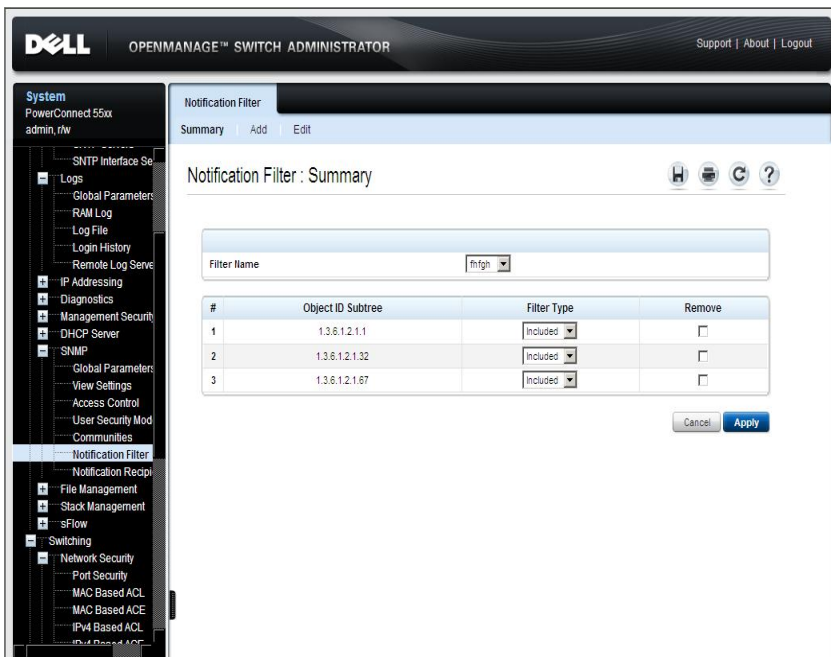 DELL
OPENMANAGE™ SWITCH ADMINISTRATOR
Support | About | Logout
System
PowerConnect 55xx
admin, r/w
SNTP Interface Se
Logs
Global Parameters
RAM Log
Log File
Login History
Remote Log Serve
IP Addressing
Diagnostics
Management Security
DHCP Server
SNMP
Global Parameters
View Settings
Access Control
User Security Mod
Communities
Notification Filter
Notification Recipi
File Management
Stack Management
sFlow
Switching
Network Security
Port Security
MAC Based ACL
MAC Based ACE
IPv4 Based ACL
IPv4 Based ACE
Notification Filter
Summary Add Edit
Notification Filter : Summary
Filter Name fhfgh
# Object ID Subtree Filter Type Remove
1 1.3.6.1.2.1.1 Included
2 1.3.6.1.2.1.32 Included
3 1.3.6.1.2.1.67 Included
Cancel Apply